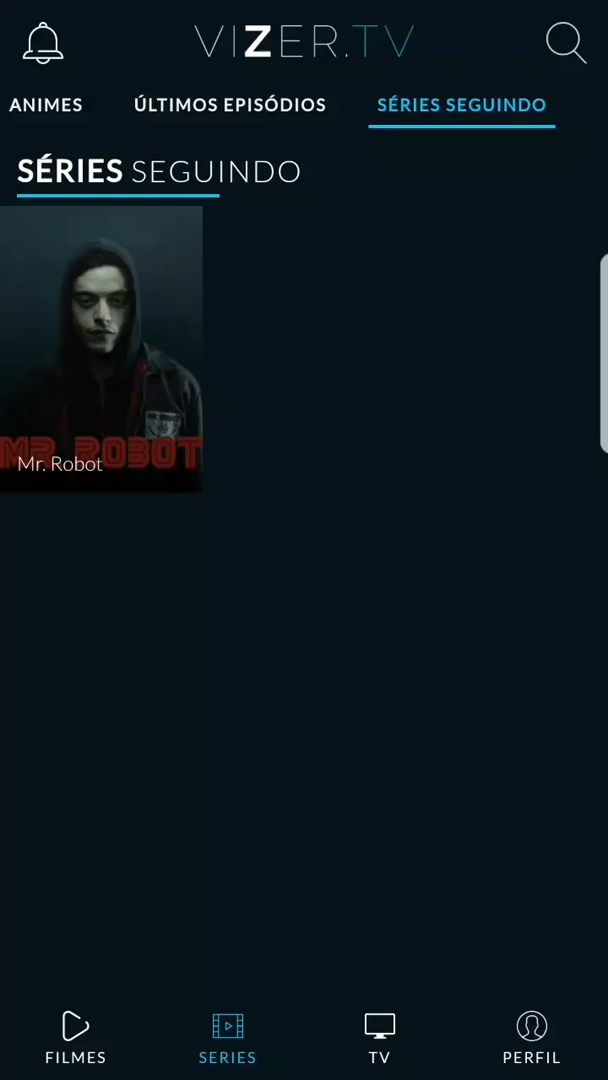 VIZER.TV
ANIMES ÚLTIMOS EPISÓDIOS SÉRIES SEGUINDO
SÉRIES SEGUINDO
MR. ROBOT
Mr. Robot
FILMES SERIES TV PERFIL